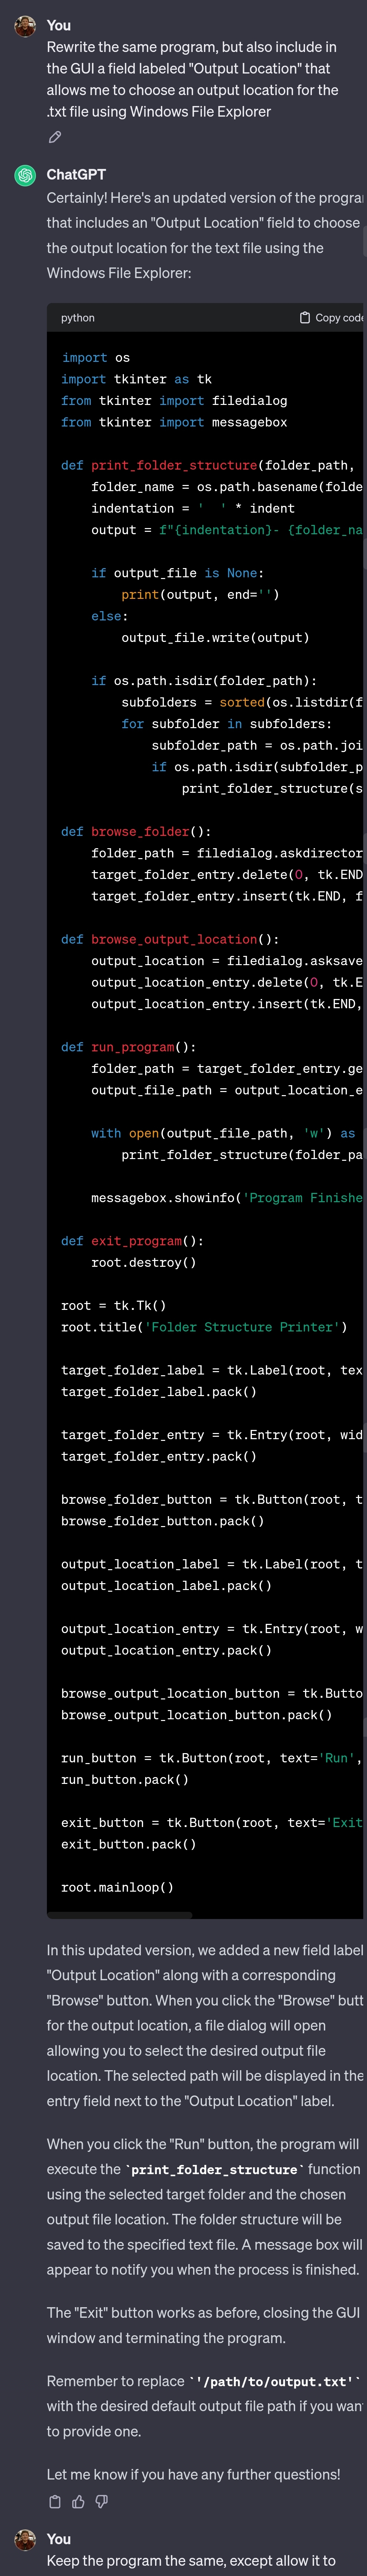 You
Rewrite the same program, but also include in
the GUI a field labeled "Output Location" that
allows me to choose an output location for the
.txt file using Windows File Explorer
ChatGPT
Certainly! Here's an updated version of the
that includes an "Output Location" field to choose
the output location for the text file using the
Windows File Explorer:
python Copy code
import os
import tkinter as tk
from tkinter import filedialog
from tkinter import messagebox
def print_folder_structure(folder_path,
    folder_name = os.path.basename(folde
    indentation = '  ' * indent
    output = f"{indentation}- {folder_na
    if output_file is None:
        print(output, end='')
    else:
        output_file.write(output)
    if os.path.isdir(folder_path):
        subfolders = sorted(os.listdir(f
        for subfolder in subfolders:
            subfolder_path = os.path.joi
            if os.path.isdir(subfolder_p
                print_folder_structure(s
def browse_folder():
    folder_path = filedialog.askdirector
    target_folder_entry.delete(0, tk.END
    target_folder_entry.insert(tk.END, f
def browse_output_location():
    output_location = filedialog.asksave
    output_location_entry.delete(0, tk.E
    output_location_entry.insert(tk.END,
def run_program():
    folder_path = target_folder_entry.ge
    output_file_path = output_location_e
    with open(output_file_path, 'w') as
        print_folder_structure(folder_pa
    messagebox.showinfo('Program Finishe
def exit_program():
    root.destroy()
root = tk.Tk()
root.title('Folder Structure Printer')
target_folder_label = tk.Label(root, tex
target_folder_label.pack()
target_folder_entry = tk.Entry(root, wid
target_folder_entry.pack()
browse_folder_button = tk.Button(root, t
browse_folder_button.pack()
output_location_label = tk.Label(root, t
output_location_label.pack()
output_location_entry = tk.Entry(root, w
output_location_entry.pack()
browse_output_location_button = tk.Butto
browse_output_location_button.pack()
run_button = tk.Button(root, text='Run',
run_button.pack()
exit_button = tk.Button(root, text='Exit
exit_button.pack()
root.mainloop()
In this updated version, we added a new field label
"Output Location" along with a corresponding
"Browse" button. When you click the "Browse" butt
for the output location, a file dialog will open
allowing you to select the desired output file
location. The selected path will be displayed in the
entry field next to the "Output Location" label.
When you click the "Run" button, the program will
execute the `print_folder_structure` function
using the selected target folder and the chosen
output file location. The folder structure will be
saved to the specified text file. A message box will
appear to notify you when the process is finished.
The "Exit" button works as before, closing the GUI
window and terminating the program.
Remember to replace `'/path/to/output.txt'`
with the desired default output file path if you want
to provide one.
Let me know if you have any further questions!
You
Keep the program the same, except allow it to